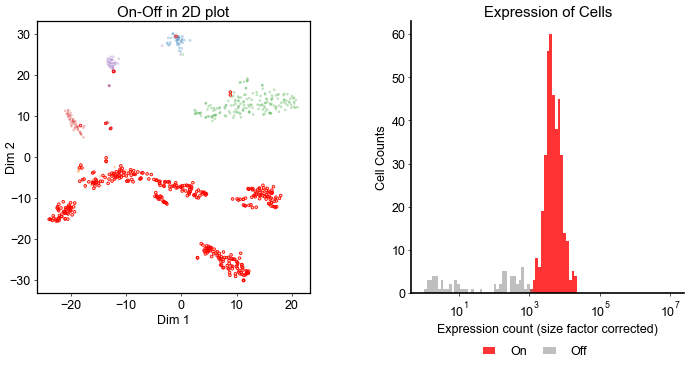 On-Off in 2D plot
30
20
10
0
−10
−20
−30
Dim 2
−20 −10 0 10 20
Dim 1
Expression of Cells
60
50
40
30
20
10
0
Cell Counts
10^1 10^3 10^5 10^7
Expression count (size factor corrected)
On Off